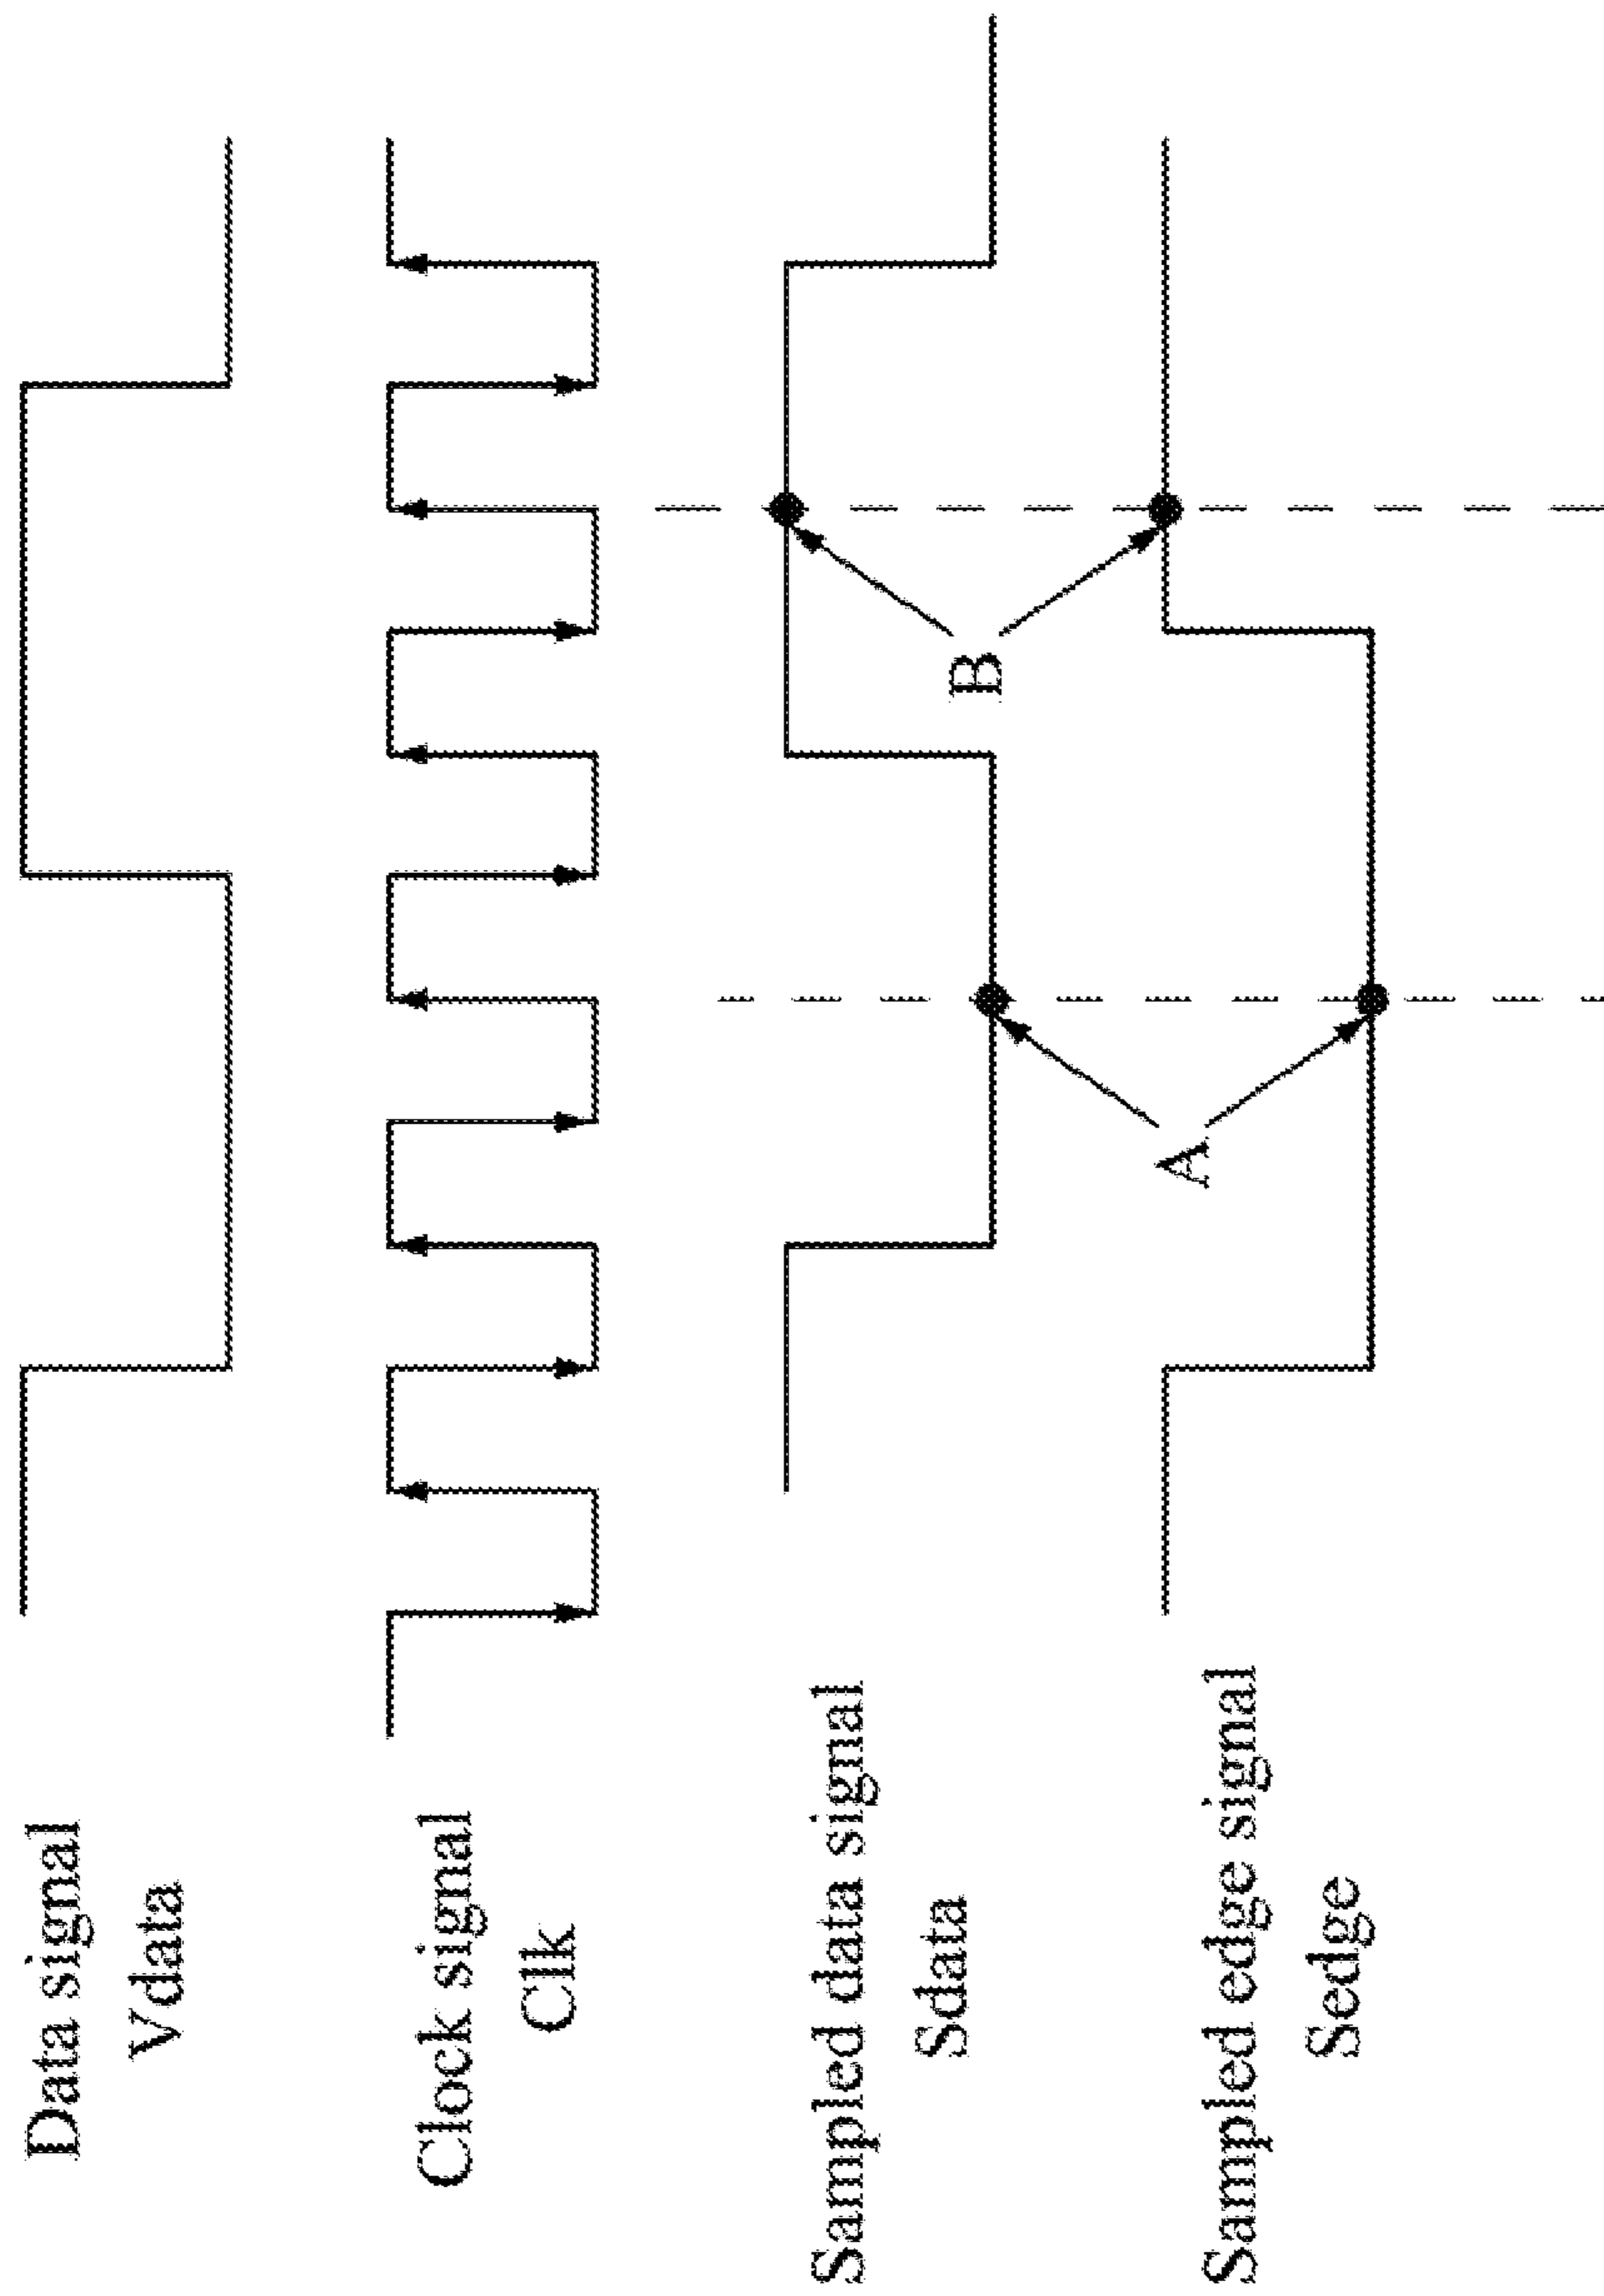 Data signal
Vdata
Clock signal
Clk
Sampled data signal
Sdata
Sampled edge signal
Sedge
A
B